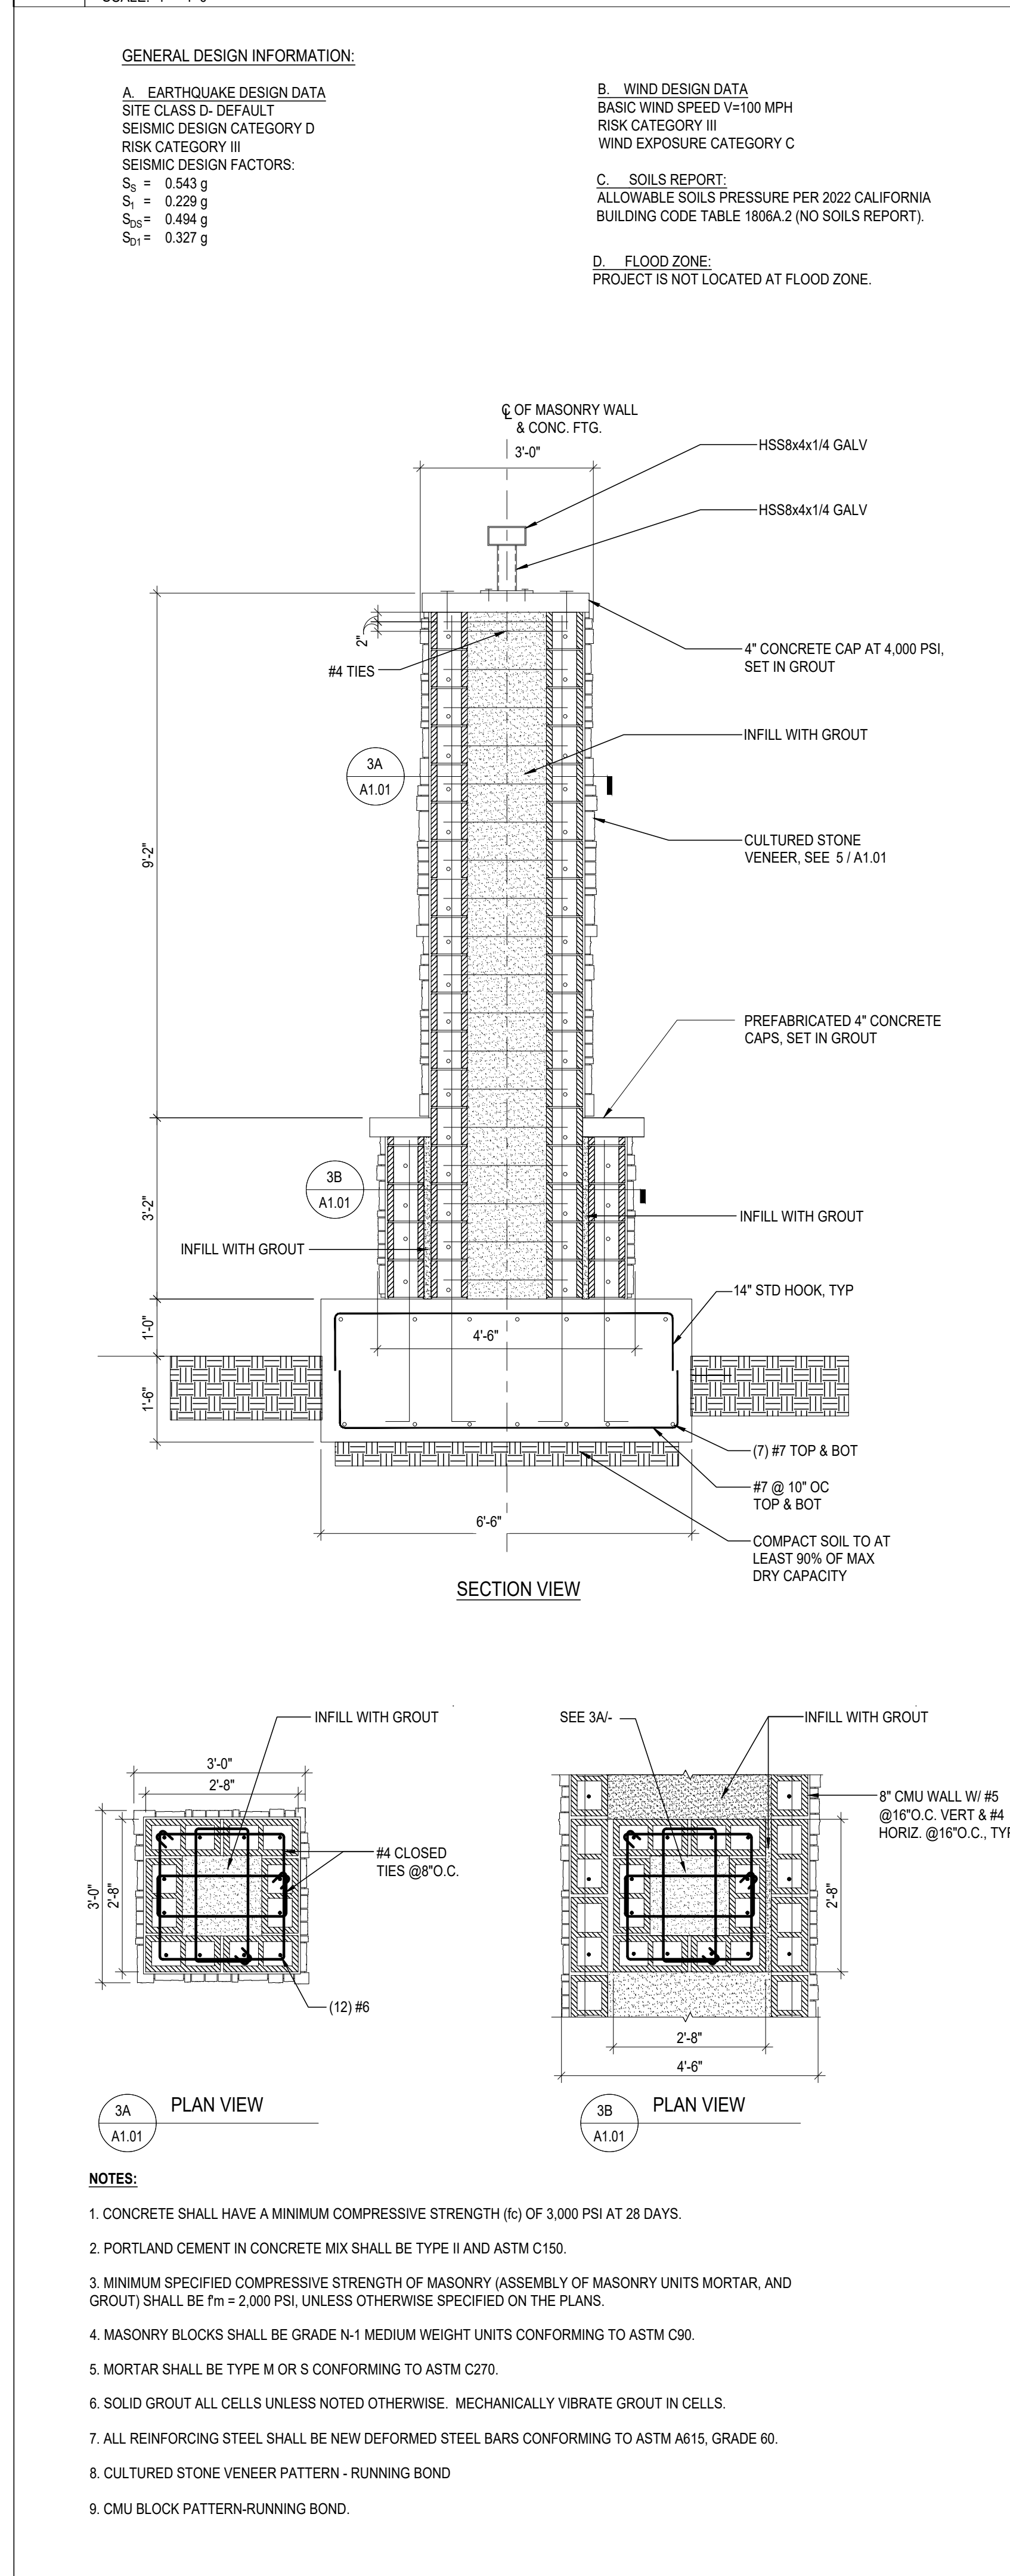 GENERAL DESIGN INFORMATION:
A. EARTHQUAKE DESIGN DATA
SITE CLASS D- DEFAULT
SEISMIC DESIGN CATEGORY D
RISK CATEGORY III
SEISMIC DESIGN FACTORS:
SS = 0.543 g
S1 = 0.229 g
SDS = 0.494 g
SD1 = 0.327 g
B. WIND DESIGN DATA
BASIC WIND SPEED V=100 MPH
RISK CATEGORY III
WIND EXPOSURE CATEGORY C
C. SOILS REPORT:
ALLOWABLE SOILS PRESSURE PER 2022 CALIFORNIA
BUILDING CODE TABLE 1806A.2 (NO SOILS REPORT).
D. FLOOD ZONE:
PROJECT IS NOT LOCATED AT FLOOD ZONE.
℄ OF MASONRY WALL
& CONC. FTG.
3'-0"
HSS8x4x1/4 GALV
HSS8x4x1/4 GALV
2"
#4 TIES
4" CONCRETE CAP AT 4,000 PSI,
SET IN GROUT
INFILL WITH GROUT
3A
A1.01
9'-2"
CULTURED STONE
VENEER, SEE 5 / A1.01
PREFABRICATED 4" CONCRETE
CAPS, SET IN GROUT
3B
A1.01
3'-2"
INFILL WITH GROUT
INFILL WITH GROUT
14" STD HOOK, TYP
1'-0"
4'-6"
1'-6"
(7) #7 TOP & BOT
#7 @ 10" OC
TOP & BOT
6'-6"
COMPACT SOIL TO AT
LEAST 90% OF MAX
DRY CAPACITY
SECTION VIEW
INFILL WITH GROUT
3'-0"
2'-8"
3'-0"
2'-8"
#4 CLOSED
TIES @8"O.C.
(12) #6
3A
A1.01
PLAN VIEW
SEE 3A/-
INFILL WITH GROUT
8" CMU WALL W/ #5
@16"O.C. VERT & #4
HORIZ. @16"O.C.,
2'-8"
2'-8"
4'-6"
3B
A1.01
PLAN VIEW
NOTES:
1. CONCRETE SHALL HAVE A MINIMUM COMPRESSIVE STRENGTH (fc) OF 3,000 PSI AT 28 DAYS.
2. PORTLAND CEMENT IN CONCRETE MIX SHALL BE TYPE II AND ASTM C150.
3. MINIMUM SPECIFIED COMPRESSIVE STRENGTH OF MASONRY (ASSEMBLY OF MASONRY UNITS MORTAR, AND
GROUT) SHALL BE f'm = 2,000 PSI, UNLESS OTHERWISE SPECIFIED ON THE PLANS.
4. MASONRY BLOCKS SHALL BE GRADE N-1 MEDIUM WEIGHT UNITS CONFORMING TO ASTM C90.
5. MORTAR SHALL BE TYPE M OR S CONFORMING TO ASTM C270.
6. SOLID GROUT ALL CELLS UNLESS NOTED OTHERWISE. MECHANICALLY VIBRATE GROUT IN CELLS.
7. ALL REINFORCING STEEL SHALL BE NEW DEFORMED STEEL BARS CONFORMING TO ASTM A615, GRADE 60.
8. CULTURED STONE VENEER PATTERN - RUNNING BOND
9. CMU BLOCK PATTERN-RUNNING BOND.